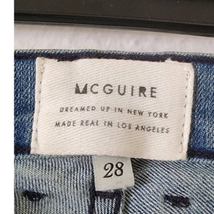 MCGUIRE
DREAMED UP IN NEW YORK
MADE REAL IN LOS ANGELES
28